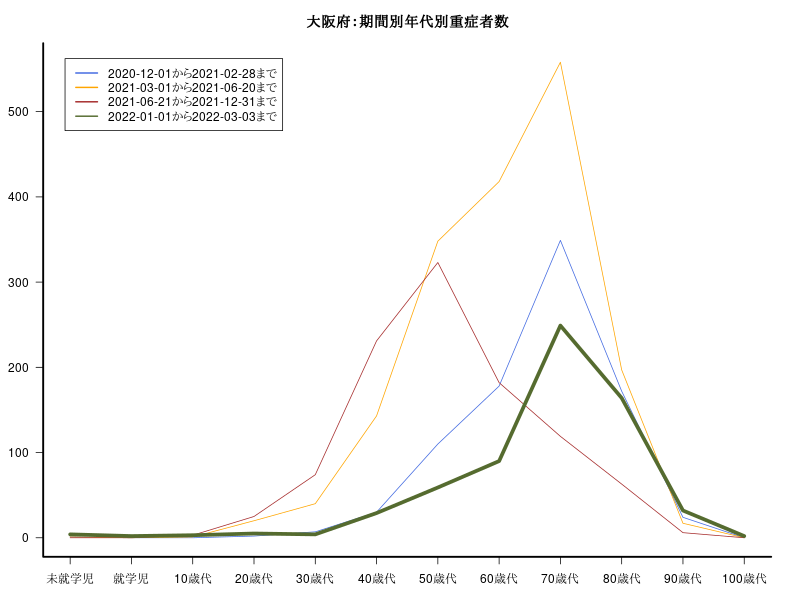 大阪府：期間別年代別重症者数
2020-12-01から2021-02-28まで
2021-03-01から2021-06-20まで
2021-06-21から2021-12-31まで
2022-01-01から2022-03-03まで
500
400
300
200
100
0
未就学児 就学児 10歳代 20歳代 30歳代 40歳代 50歳代 60歳代 70歳代 80歳代 90歳代 100歳代